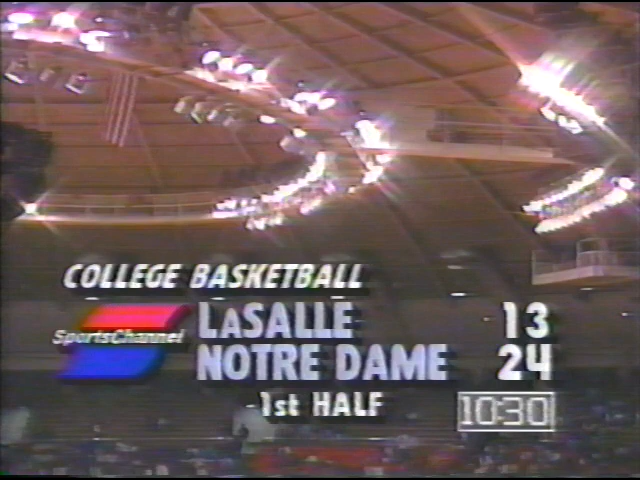 COLLEGE BASKETBALL
SportsChannel
LASALLE 13
NOTRE DAME 24
1st HALF 10:30